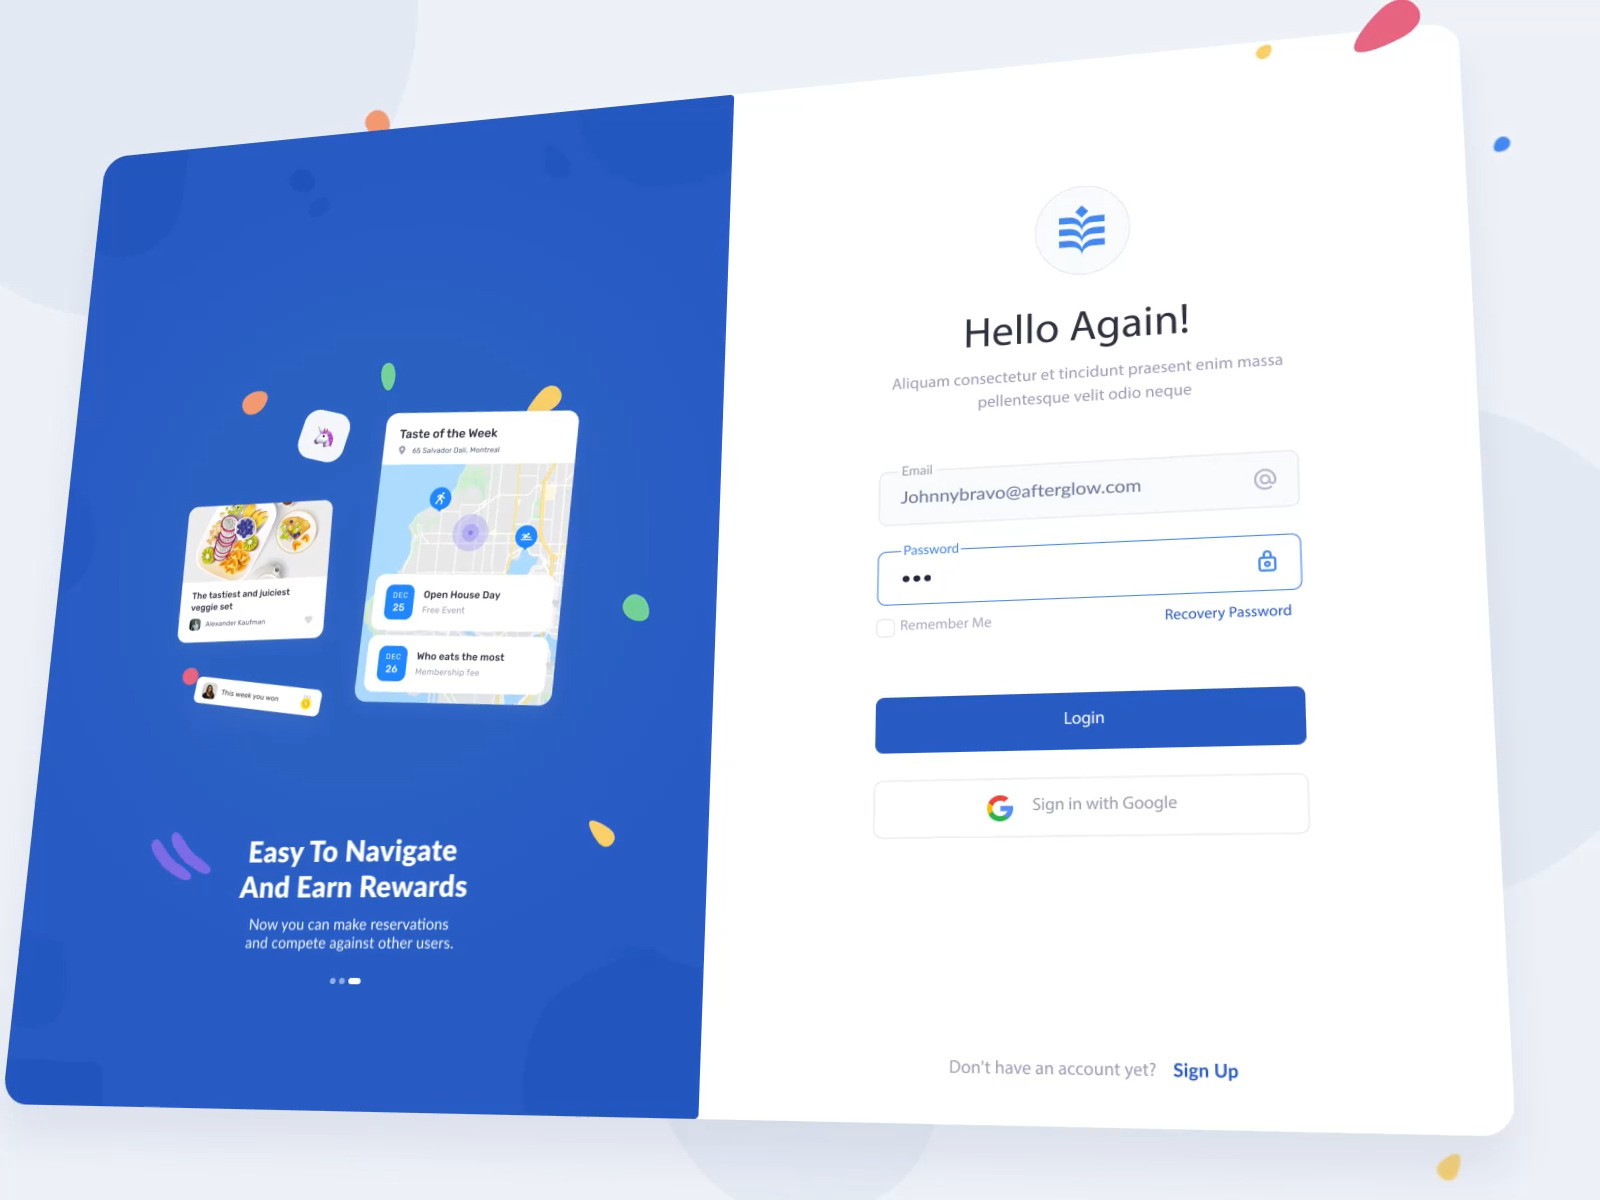 Taste of the Week
65 Salvador Dali, Montreal
The tastiest and juiciest
veggie set
Alexander Kaufman
DEC
25
Open House Day
Free Event
DEC
26
Who eats the most
Membership fee
This week you won
Easy To Navigate
And Earn Rewards
Now you can make reservations
and compete against other users.
Hello Again!
Aliquam consectetur et tincidunt praesent enim massa
pellentesque velit odio neque
Email
Johnnybravo@afterglow.com
Password
Remember Me
Recovery Password
Login
Sign in with Google
Don't have an account yet? Sign Up